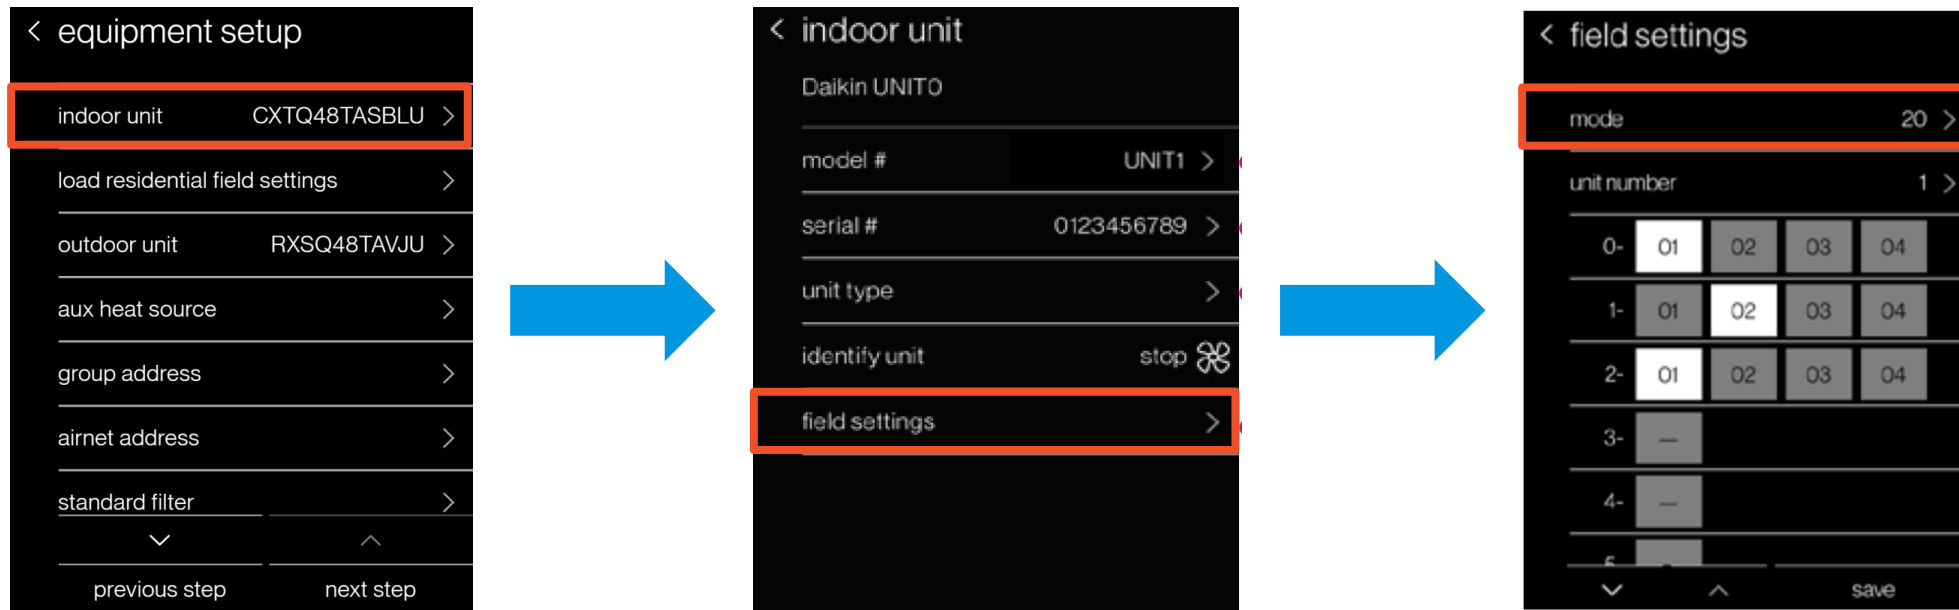 < equipment setup
indoor unit CXTQ48TASBLU >
load residential field settings >
outdoor unit RXSQ48TAVJU >
aux heat source >
group address >
airnet address >
standard filter >
previous step next step
< indoor unit
Daikin UNIT0
model # UNIT1 >
serial # 0123456789 >
unit type >
identify unit stop
field settings >
< field settings
mode 20 >
unit number 1 >
0- 01 02 03 04
1- 01 02 03 04
2- 01 02 03 04
3- —
4- —
save